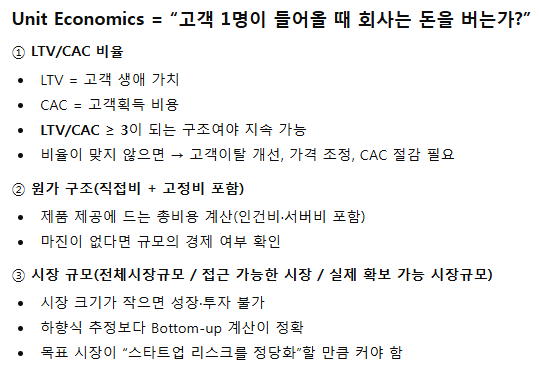 Unit Economics = “고객 1명이 들어올 때 회사는 돈을 버는가?”
① LTV/CAC 비율
• LTV = 고객 생애 가치
• CAC = 고객획득 비용
• LTV/CAC ≥ 3이 되는 구조여야 지속 가능
• 비율이 맞지 않으면 → 고객이탈 개선, 가격 조정, CAC 절감 필요
② 원가 구조(직접비 + 고정비 포함)
• 제품 제공에 드는 총비용 계산(인건비·서버비 포함)
• 마진이 없다면 규모의 경제 여부 확인
③ 시장 규모(전체시장규모 / 접근 가능한 시장 / 실제 확보 가능 시장규모)
• 시장 크기가 작으면 성장·투자 불가
• 하향식 추정보다 Bottom-up 계산이 정확
• 목표 시장이 “스타트업 리스크를 정당화”할 만큼 커야 함